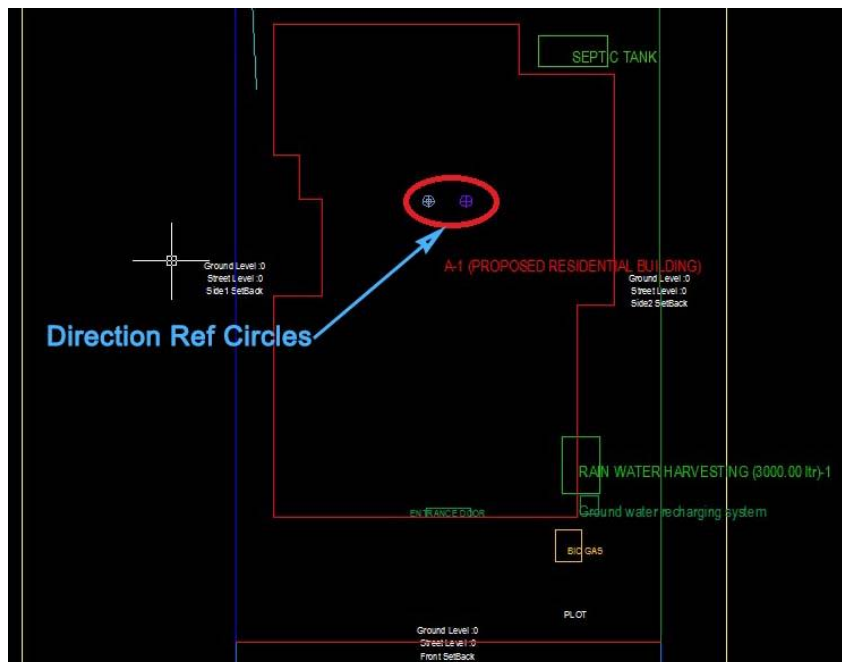 SEPTIC TANK
A-1 (PROPOSED RESIDENTIAL BUILDING)
Ground Level :0
Street Level :0
Side1 SetBack
Ground Level :0
Street Level :0
Side2 SetBack
Direction Ref Circles
RAIN WATER HARVESTING (3000.00 ltr)-1
ENTRANCE DOOR
Ground water recharging system
BIO GAS
PLOT
Ground Level :0
Street Level :0
Front SetBack